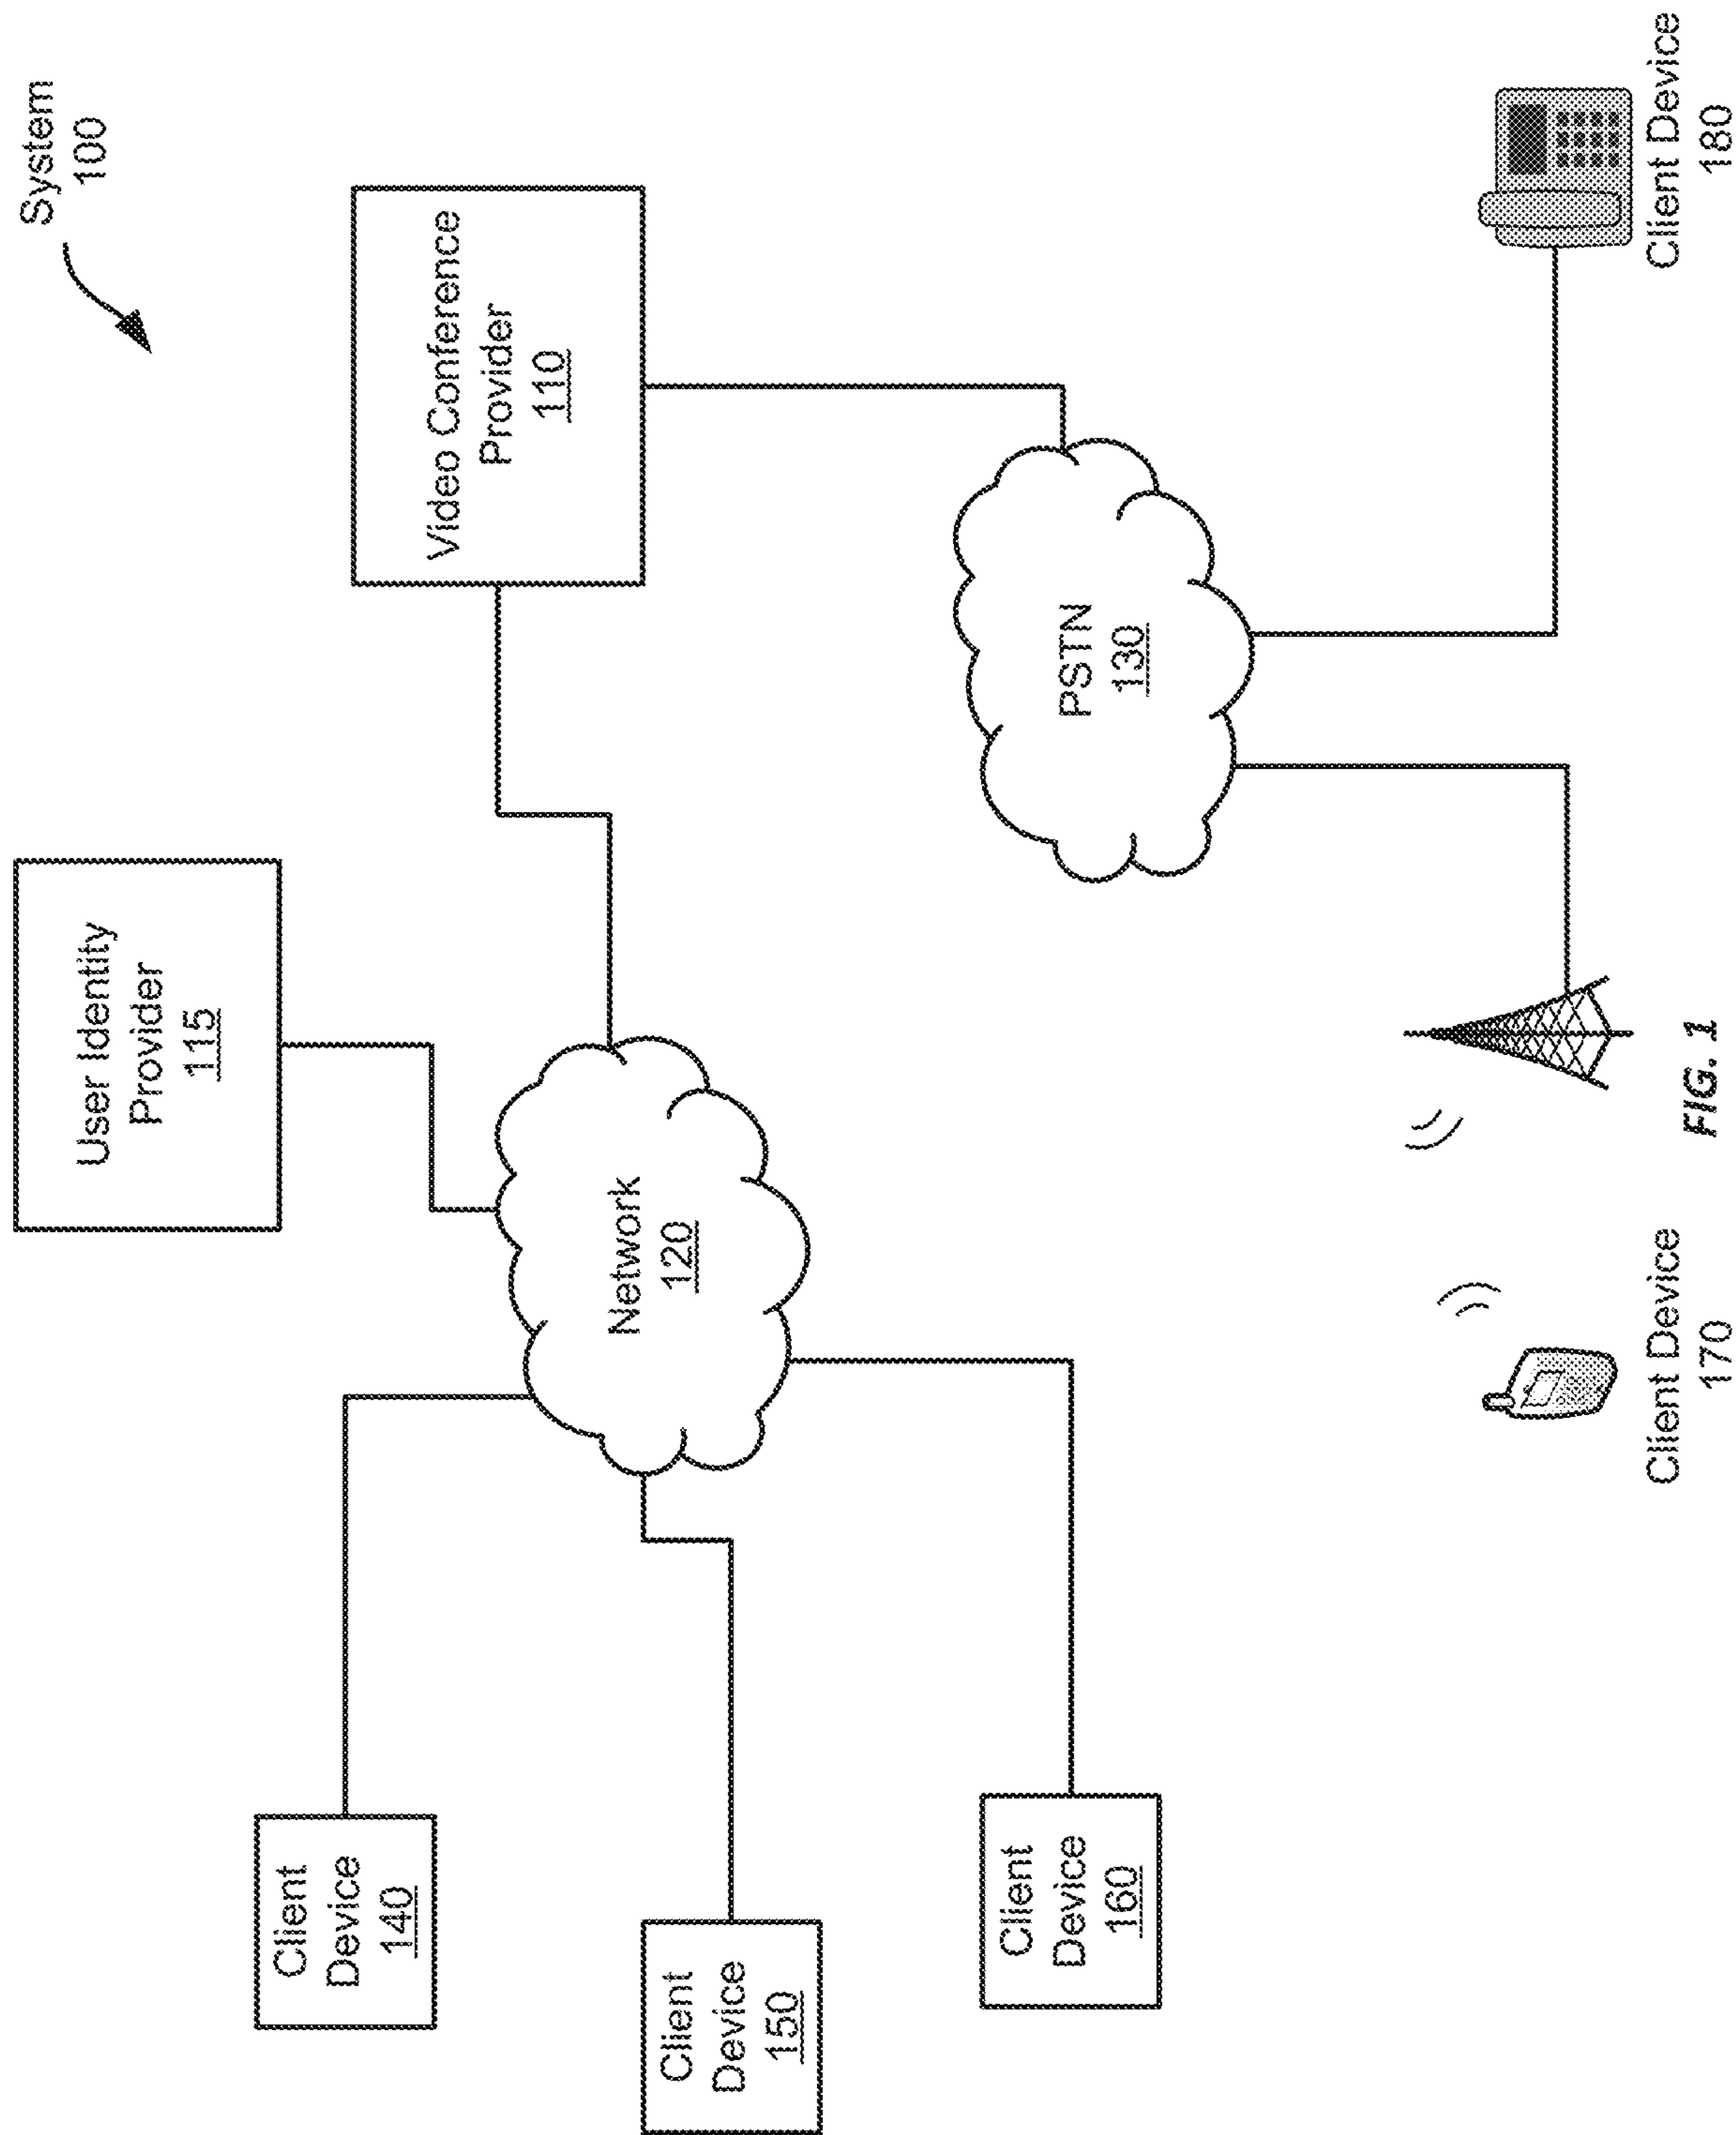 System
100
User Identity
Provider
115
Video Conference
Provider
110
Client
Device
140
Network
120
Client
Device
150
PSTN
130
Client
Device
160
Client Device
170
Client Device
180
FIG. 1